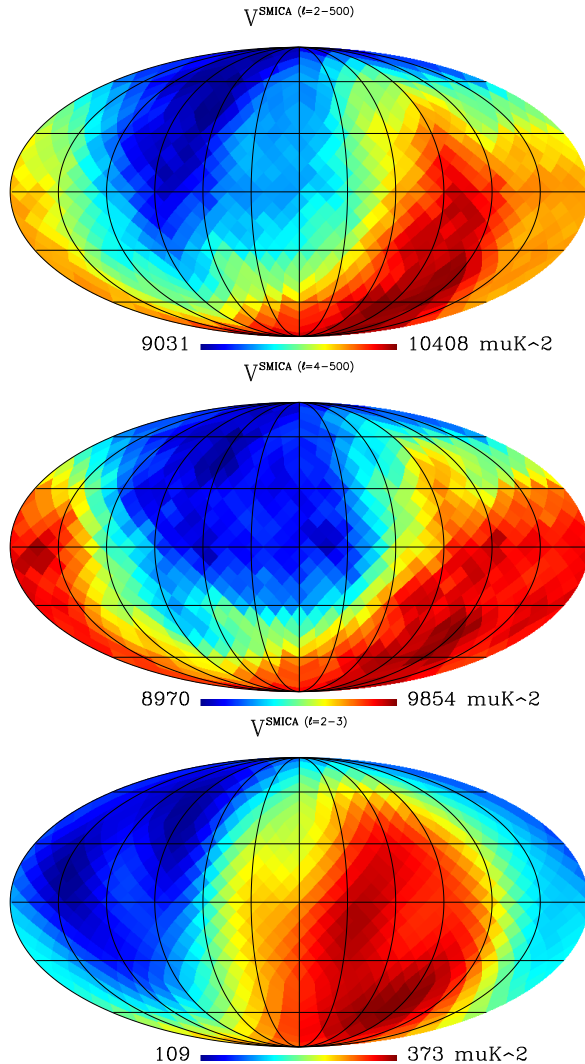 V^SMICA (ℓ=2-500)
9031 10408 muK^2
V^SMICA (ℓ=4-500)
8970 9854 muK^2
V^SMICA (ℓ=2-3)
109 373 muK^2